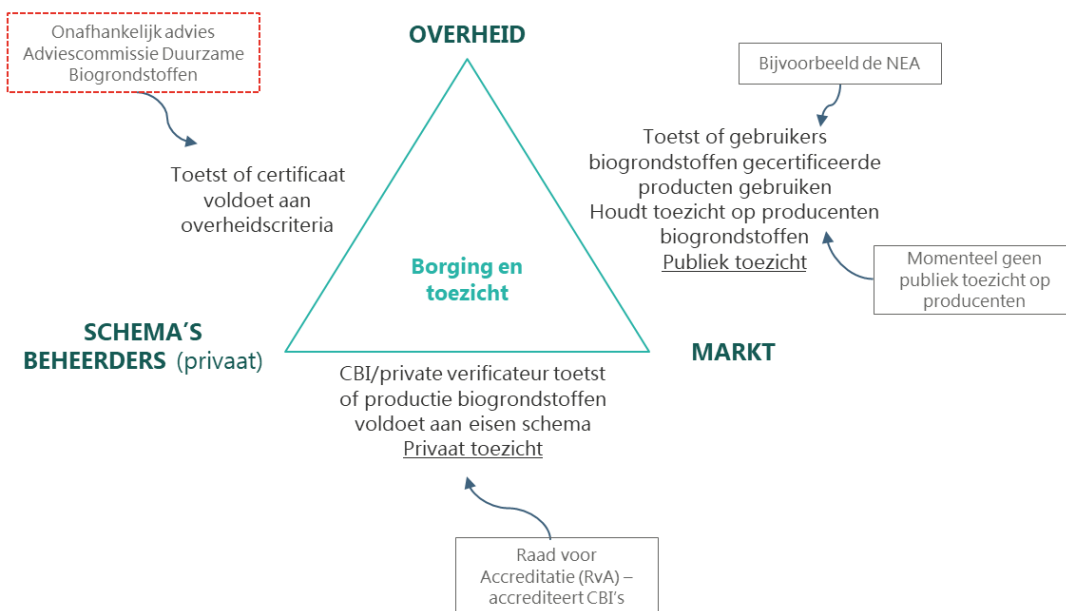 Onafhankelijk advies
Adviescommissie Duurzame
Biogrondstoffen
OVERHEID
Bijvoorbeeld de NEA
Toetst of certificaat
voldoet aan
overheidscriteria
Toetst of gebruikers
biogrondstoffen gecertificeerde
producten gebruiken
Houdt toezicht op producenten
biogrondstoffen
Publiek toezicht
Borging en
toezicht
Momenteel geen
publiek toezicht op
producenten
SCHEMA'S
BEHEERDERS (privaat)
MARKT
CBI/private verificateur toetst
of productie biogrondstoffen
voldoet aan eisen schema
Privaat toezicht
Raad voor
Accreditatie (RvA) –
accrediteert CBI's